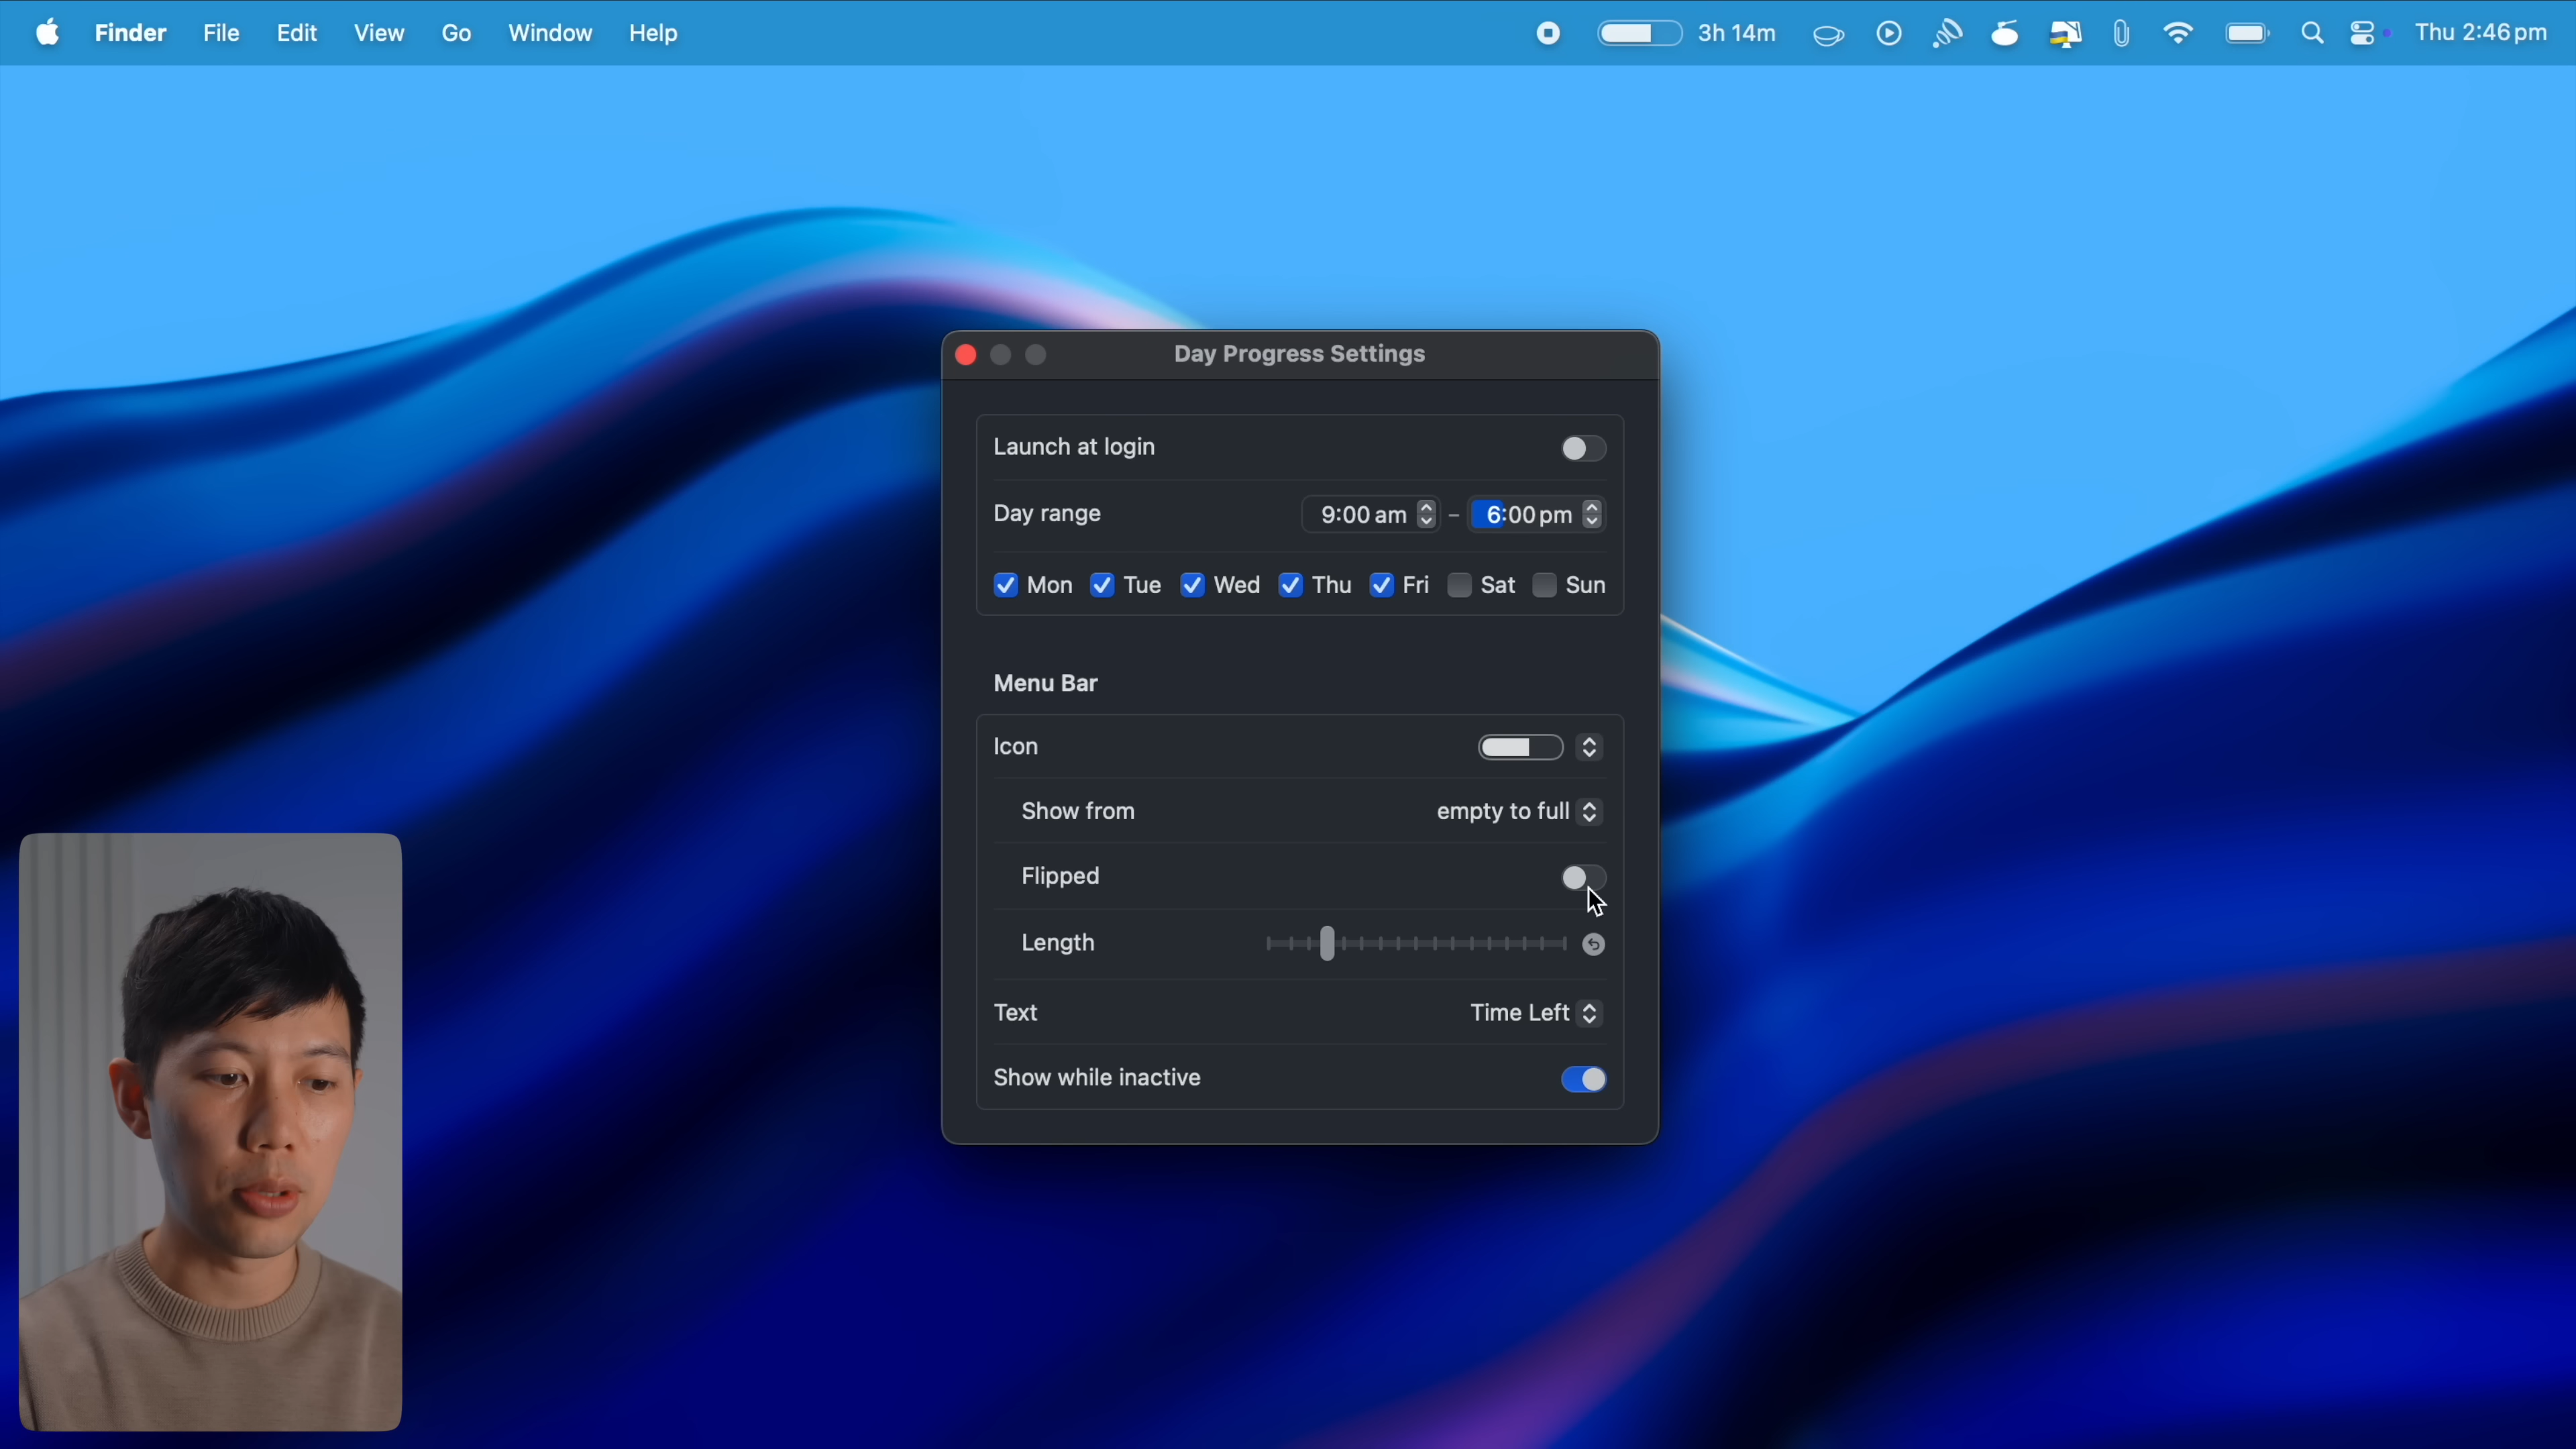 Finder File Edit View Go Window Help 3h 14m Thu 2:46 pm
Day Progress Settings
Launch at login
Day range 9:00 am – 6:00 pm
Mon Tue Wed Thu Fri Sat Sun
Menu Bar
Icon
Show from empty to full
Flipped
Length
Text Time Left
Show while inactive